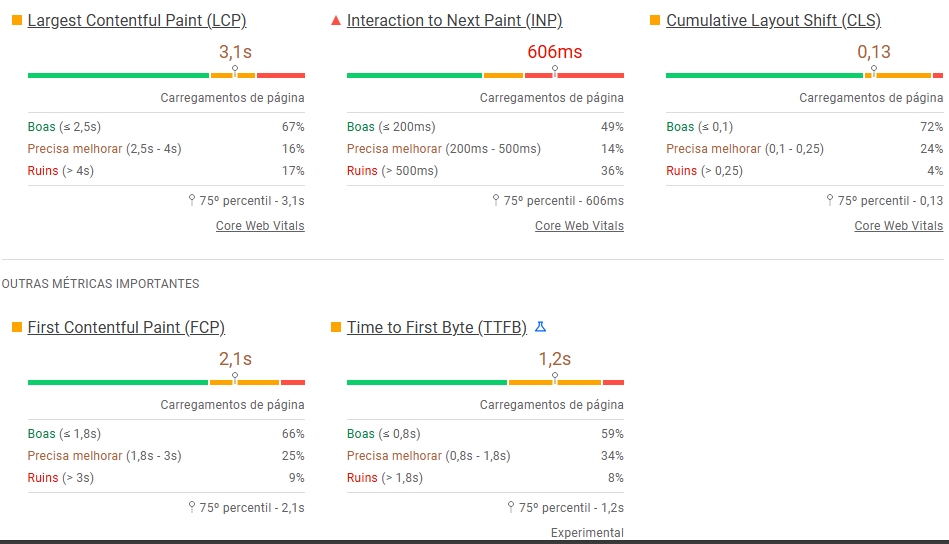 Largest Contentful Paint (LCP)
3,1s
Carregamentos de página
Boas (≤ 2,5s) 67%
Precisa melhorar (2,5s - 4s) 16%
Ruins (> 4s) 17%
75º percentil - 3,1s
Core Web Vitals
Interaction to Next Paint (INP)
606ms
Carregamentos de página
Boas (≤ 200ms) 49%
Precisa melhorar (200ms - 500ms) 14%
Ruins (> 500ms) 36%
75º percentil - 606ms
Core Web Vitals
Cumulative Layout Shift (CLS)
0,13
Carregamentos de página
Boas (≤ 0,1) 72%
Precisa melhorar (0,1 - 0,25) 24%
Ruins (> 0,25) 4%
75º percentil - 0,13
Core Web Vitals
OUTRAS MÉTRICAS IMPORTANTES
First Contentful Paint (FCP)
2,1s
Carregamentos de página
Boas (≤ 1,8s) 66%
Precisa melhorar (1,8s - 3s) 25%
Ruins (> 3s) 9%
75º percentil - 2,1s
Time to First Byte (TTFB)
1,2s
Carregamentos de página
Boas (≤ 0,8s) 59%
Precisa melhorar (0,8s - 1,8s) 34%
Ruins (> 1,8s) 8%
75º percentil - 1,2s
Experimental